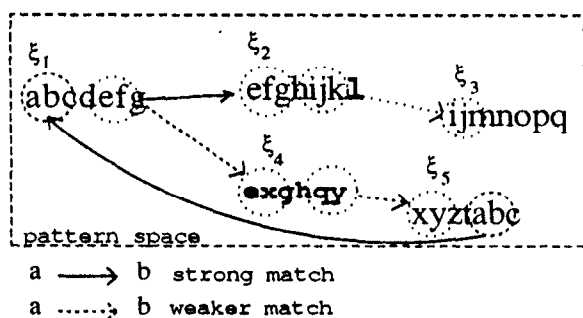 ξ1
abcdefg
ξ2
efghijkl
ξ3
ijmnopq
ξ4
exghqy
ξ5
xyztabc
pattern space
a b strong match
a b weaker match